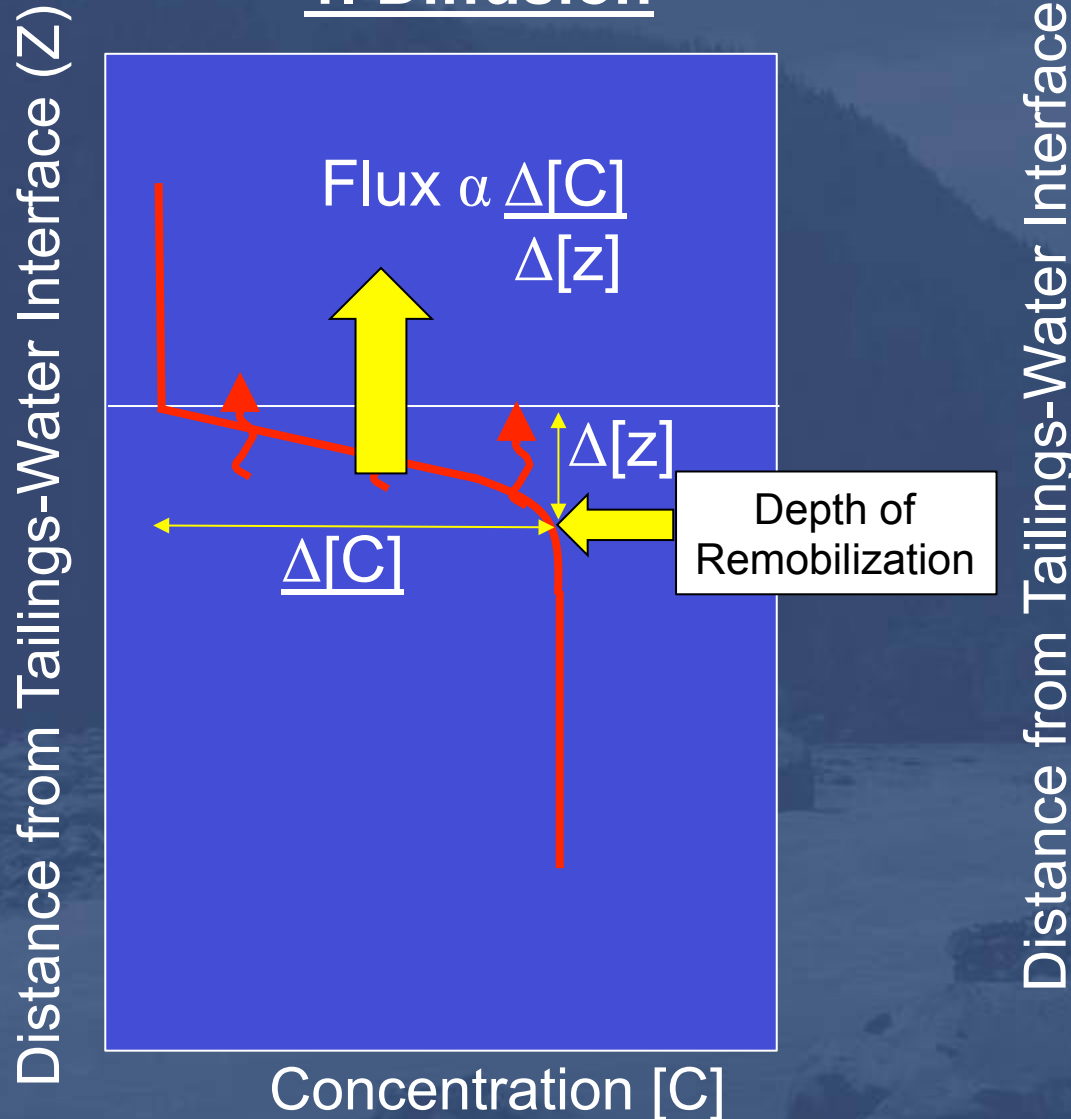 Distance from Tailings-Water Interface (Z)
Flux α Δ[C]
Δ[z]
Δ[z]
Δ[C]
Depth of
Remobilization
Concentration [C]
Distance from Tailings-Water Interface